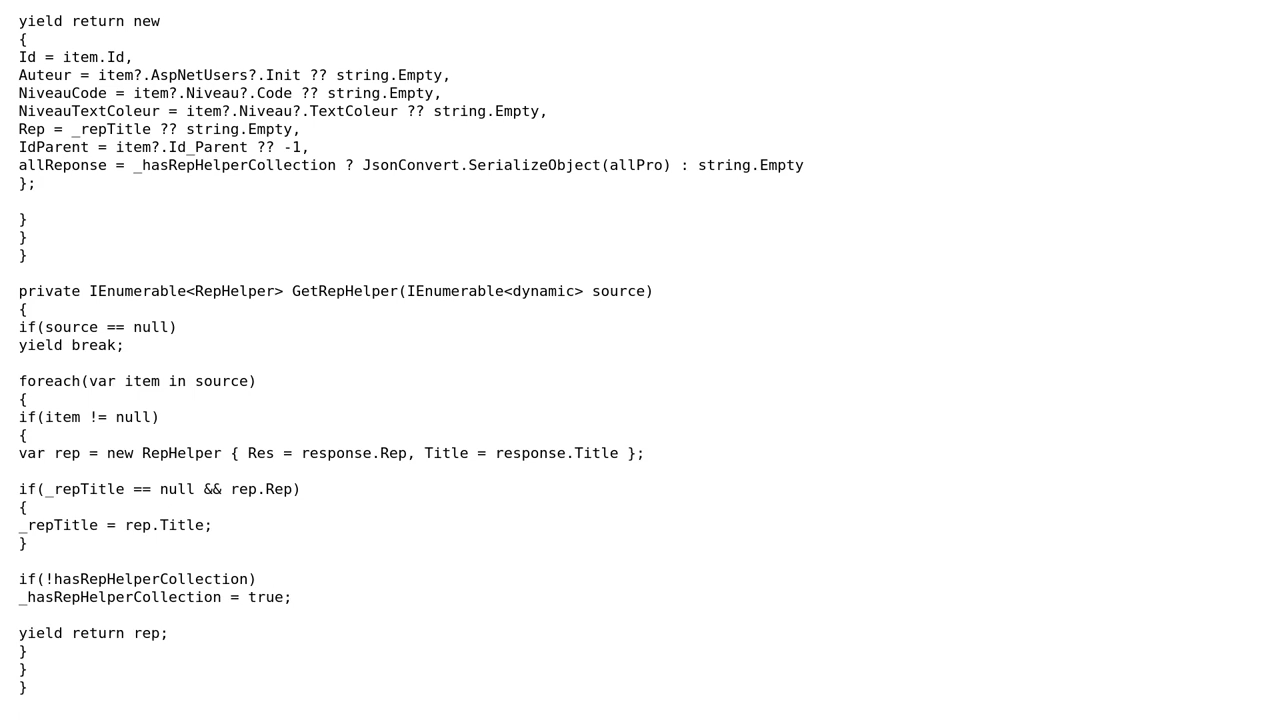 yield return new
{
Id = item.Id,
Auteur = item?.AspNetUsers?.Init ?? string.Empty,
NiveauCode = item?.Niveau?.Code ?? string.Empty,
NiveauTextColeur = item?.Niveau?.TextColeur ?? string.Empty,
Rep = _repTitle ?? string.Empty,
IdParent = item?.Id_Parent ?? -1,
allReponse = _hasRepHelperCollection ? JsonConvert.SerializeObject(allPro) : string.Empty
};

}
}
}

private IEnumerable<RepHelper> GetRepHelper(IEnumerable<dynamic> source)
{
if(source == null)
yield break;

foreach(var item in source)
{
if(item != null)
{
var rep = new RepHelper { Res = response.Rep, Title = response.Title };

if(_repTitle == null && rep.Rep)
{
_repTitle = rep.Title;
}

if(!hasRepHelperCollection)
_hasRepHelperCollection = true;

yield return rep;
}
}
}